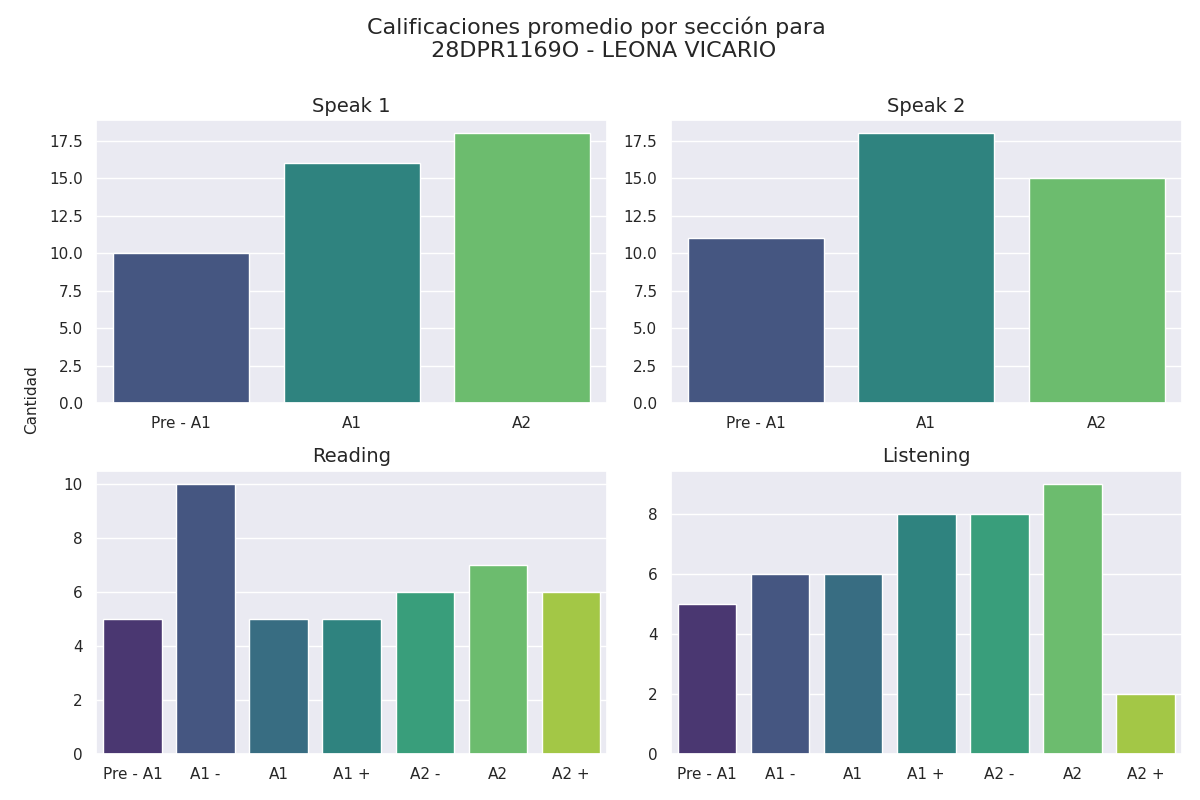 Calificaciones promedio por sección para
28DPR1169O - LEONA VICARIO
Speak 1
17.5
15.0
12.5
10.0
7.5
5.0
2.5
0.0
Pre - A1 A1 A2
Speak 2
17.5
15.0
12.5
10.0
7.5
5.0
2.5
0.0
Pre - A1 A1 A2
Cantidad
Reading
10
8
6
4
2
0
Pre - A1 A1 - A1 A1 + A2 - A2 A2 +
Listening
8
6
4
2
0
Pre - A1 A1 - A1 A1 + A2 - A2 A2 +